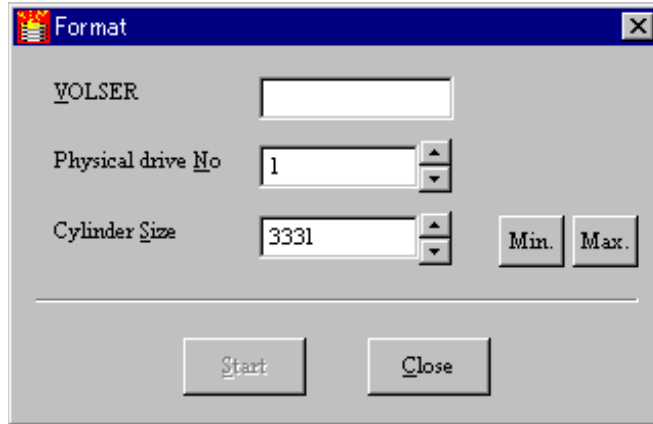 Format
VOLSER
Physical drive No 1
Cylinder Size 3331 Min. Max.
Start Close